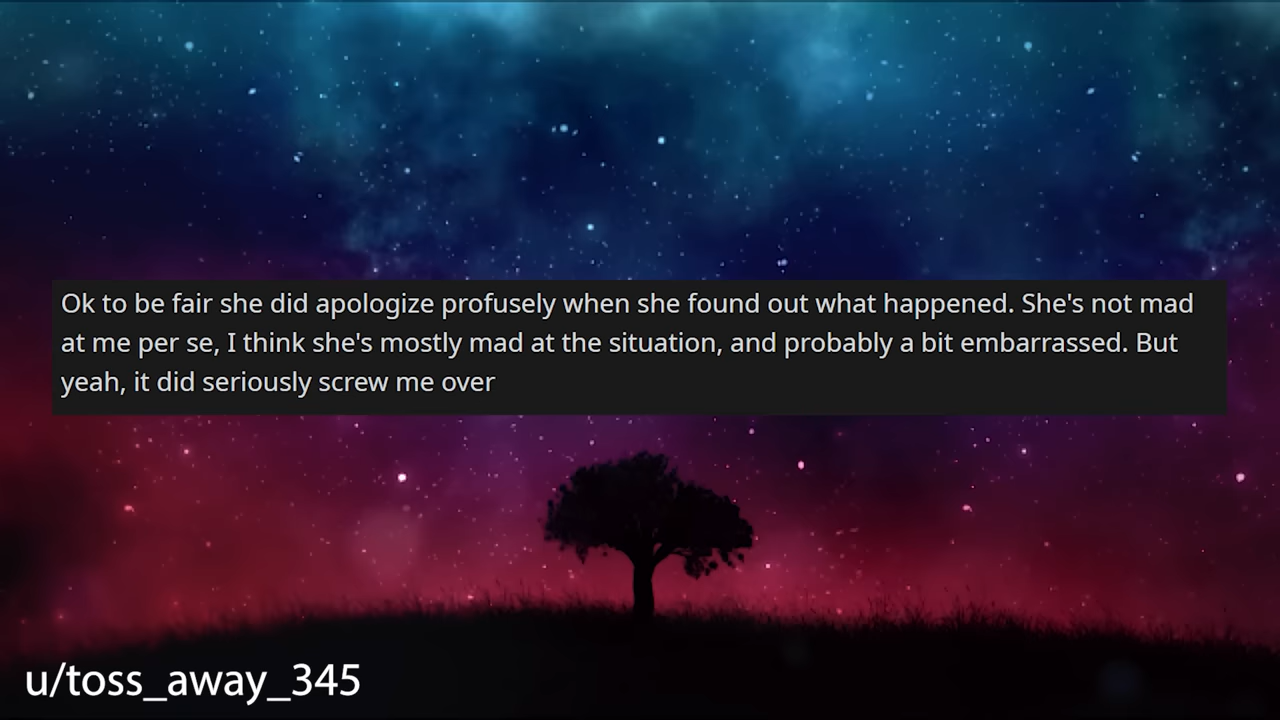 Ok to be fair she did apologize profusely when she found out what happened. She's not mad
at me per se, I think she's mostly mad at the situation, and probably a bit embarrassed. But
yeah, it did seriously screw me over
u/toss_away_345